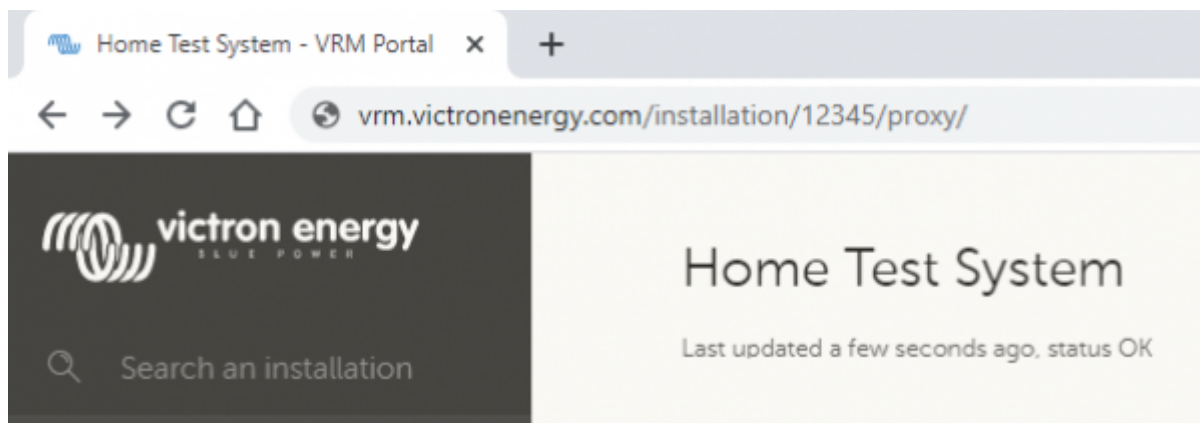 Home Test System - VRM Portal
vrm.victronenergy.com/installation/12345/proxy/
victron energy
BLUE POWER
Home Test System
Last updated a few seconds ago, status OK
Search an installation